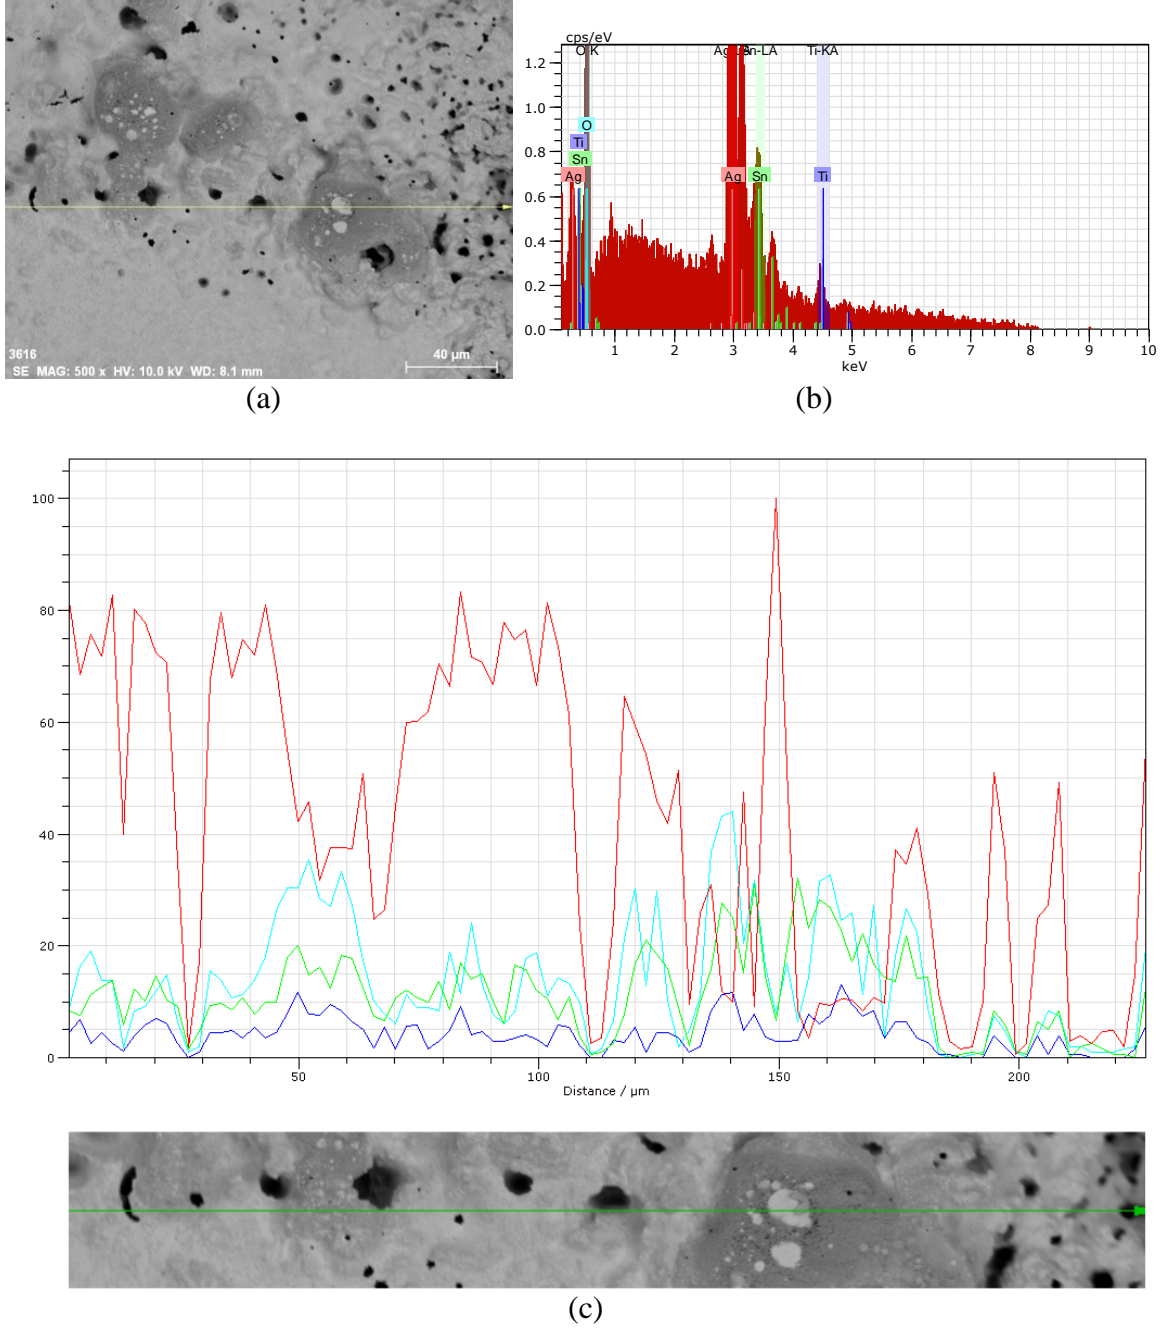 3616
SE MAG: 500 x HV: 10.0 kV WD: 8.1 mm
40 µm
(a)
cps/eV
O K
Ti-KA
1.2
1.0
0.8
0.6
0.4
0.2
0.0
O
Ti
Sn
Ag
Ag
Sn
Ti
1 2 3 4 5 6 7 8 9 10
keV
(b)
100
80
60
40
20
0
50 100 150 200
Distance / µm
(c)